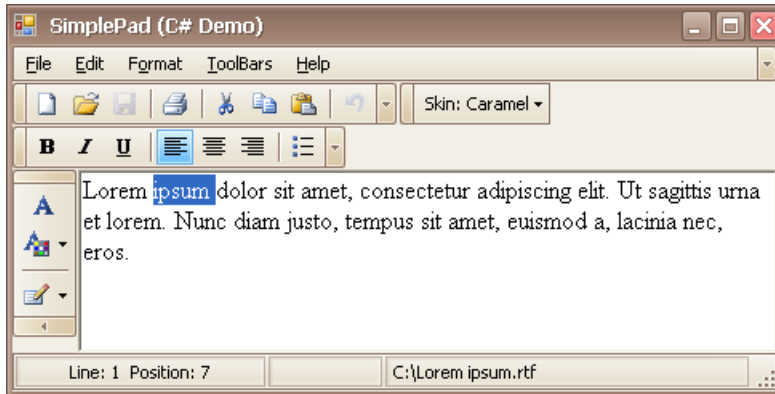 SimplePad (C# Demo)
File Edit Format ToolBars Help
Skin: Caramel
B I U
A
Lorem ipsum dolor sit amet, consectetur adipiscing elit. Ut sagittis urna
et lorem. Nunc diam justo, tempus sit amet, euismod a, lacinia nec,
eros.
Line: 1 Position: 7 C:\Lorem ipsum.rtf